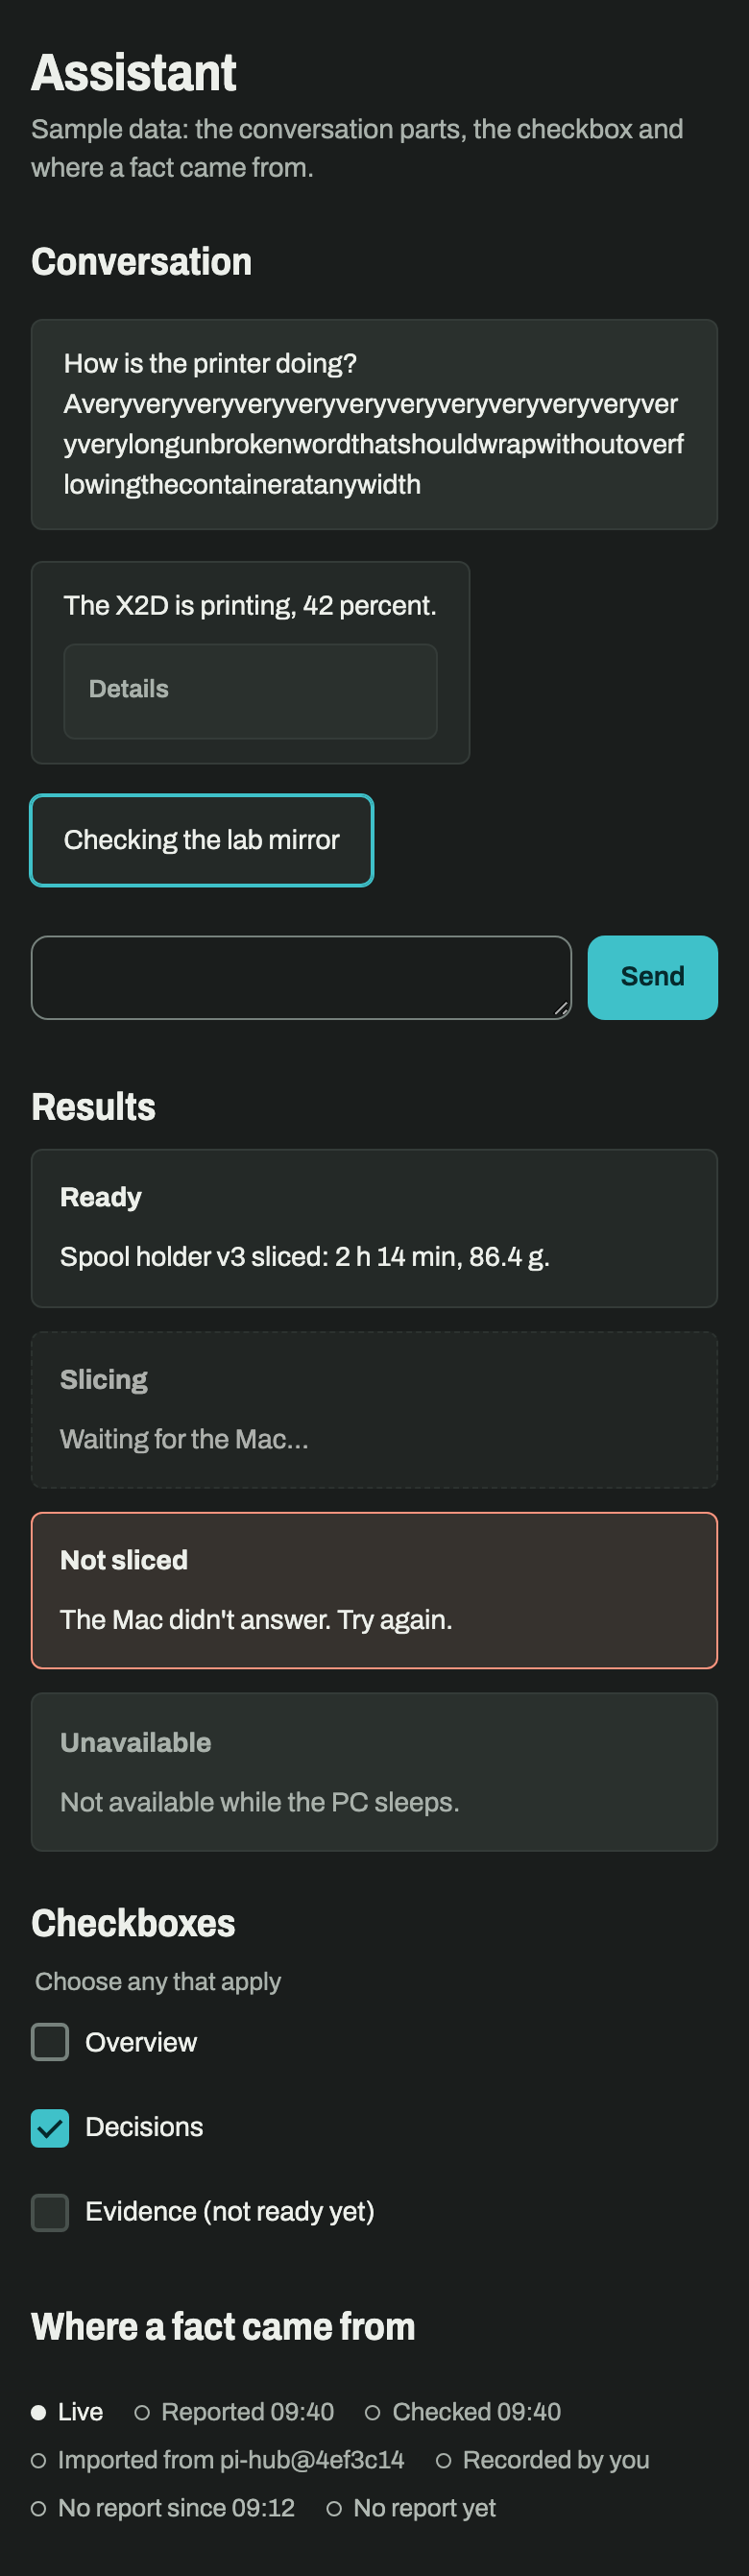 Assistant
Sample data: the conversation parts, the checkbox and
where a fact came from.
Conversation
How is the printer doing?
Averyveryveryveryveryveryveryveryveryveryveryver
yverylongunbrokenwordthatshouldwrapwithoutoverf
lowingthecontaineratanywidth
The X2D is printing, 42 percent.
Details
Checking the lab mirror
Send
Results
Ready
Spool holder v3 sliced: 2 h 14 min, 86.4 g.
Slicing
Waiting for the Mac...
Not sliced
The Mac didn't answer. Try again.
Unavailable
Not available while the PC sleeps.
Checkboxes
Choose any that apply
Overview
Decisions
Evidence (not ready yet)
Where a fact came from
Live Reported 09:40 Checked 09:40
Imported from pi-hub@4ef3c14 Recorded by you
No report since 09:12 No report yet